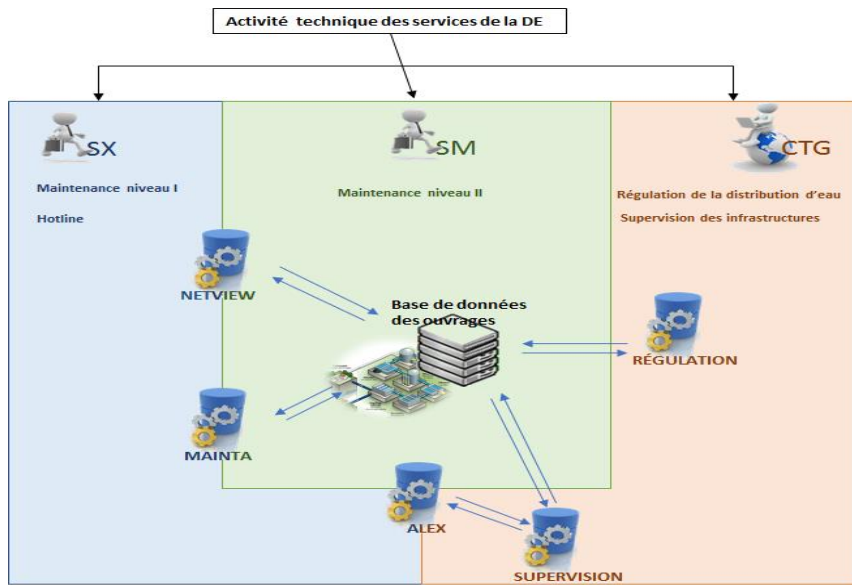 Activité technique des services de la DE
SX
SM
CTG
Maintenance niveau I
Hotline
Maintenance niveau II
Régulation de la distribution d'eau
Supervision des infrastructures
NETVIEW
Base de données
des ouvrages
RÉGULATION
MAINTA
ALEX
SUPERVISION